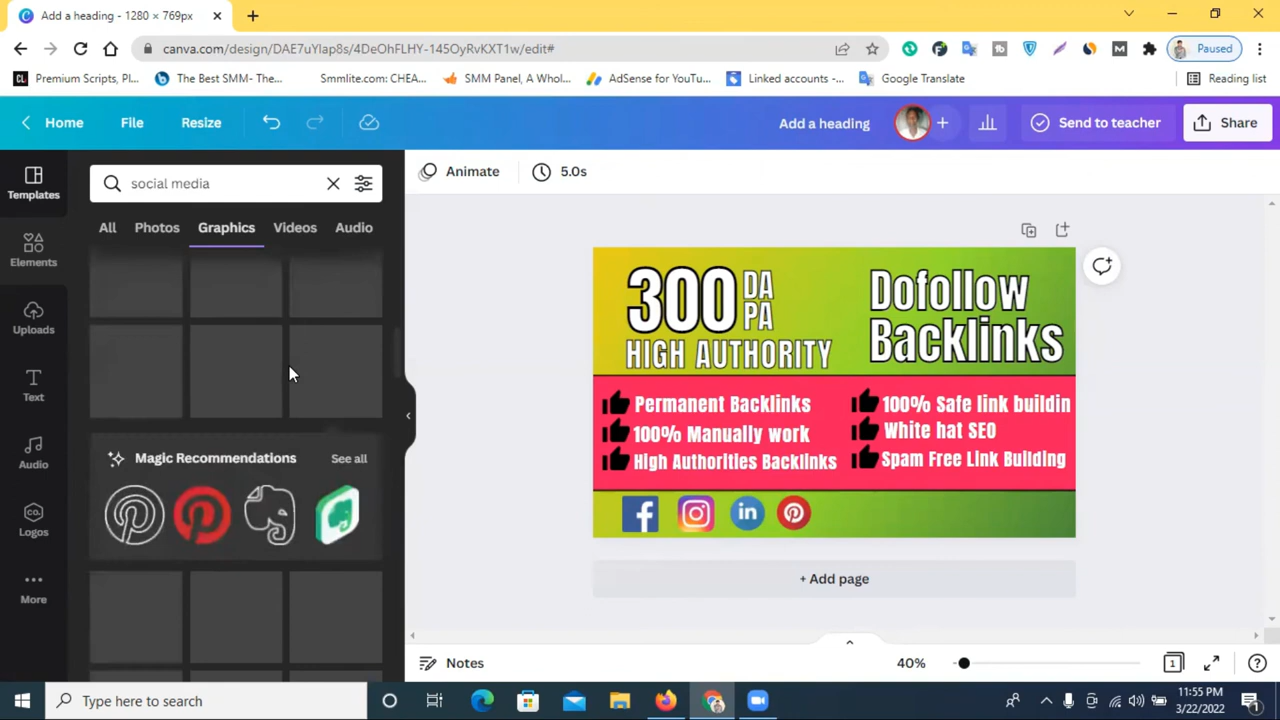 Add a heading - 1280 × 769px
canva.com/design/DAE7uYlap8s/4DeOhFLHY-145OyRvKXT1w/edit#
Paused
Premium Scripts, Pl...
The Best SMM- The...
Smmlite.com: CHEA...
SMM Panel, A Whol...
AdSense for YouTu...
Linked accounts -...
Google Translate
Reading list
Home
File
Resize
Add a heading
Send to teacher
Share
Templates
Elements
Uploads
Text
Audio
CO.
Logos
More
social media
All
Photos
Graphics
Videos
Audio
Magic Recommendations
See all
Animate
5.0s
300 DA
PA
HIGH AUTHORITY
Dofollow
Backlinks
Permanent Backlinks
100% Manually work
High Authorities Backlinks
100% Safe link buildin
White hat SEO
Spam Free Link Building
+ Add page
Notes
40%
1
Type here to search
11:55 PM
3/22/2022
1